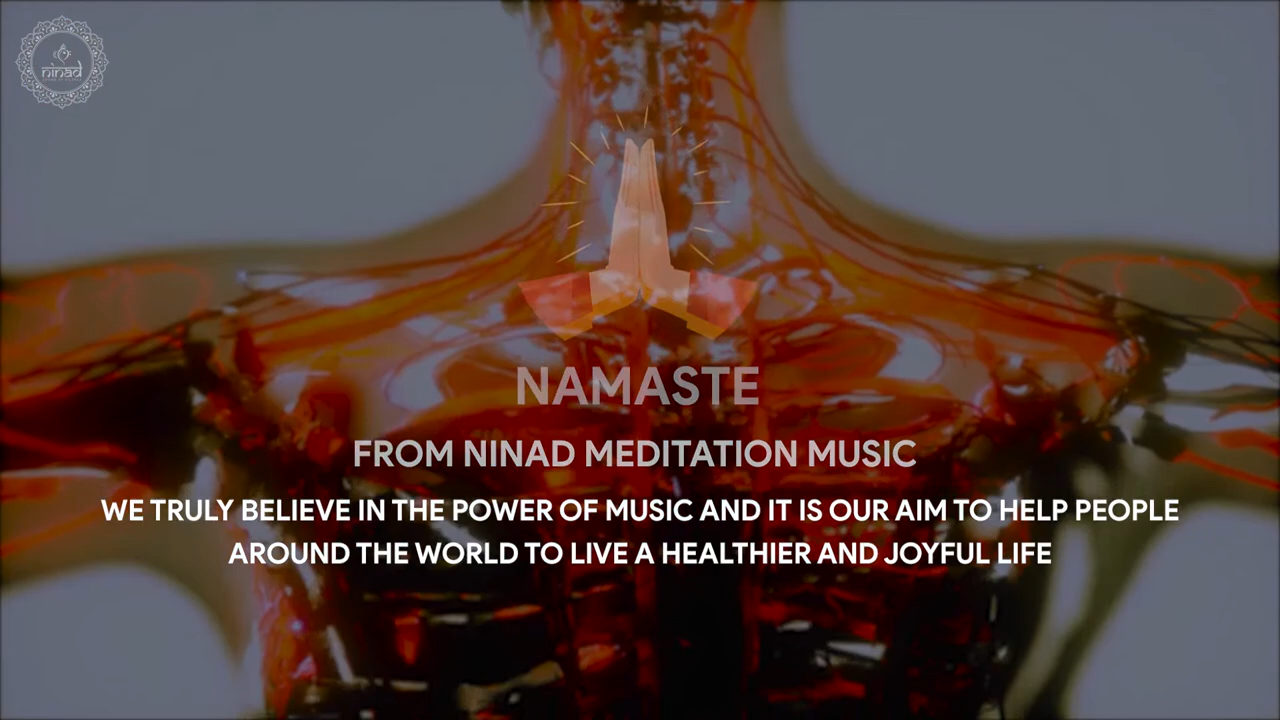 ninad
NAMASTE
FROM NINAD MEDITATION MUSIC
WE TRULY BELIEVE IN THE POWER OF MUSIC AND IT IS OUR AIM TO HELP PEOPLE
AROUND THE WORLD TO LIVE A HEALTHIER AND JOYFUL LIFE